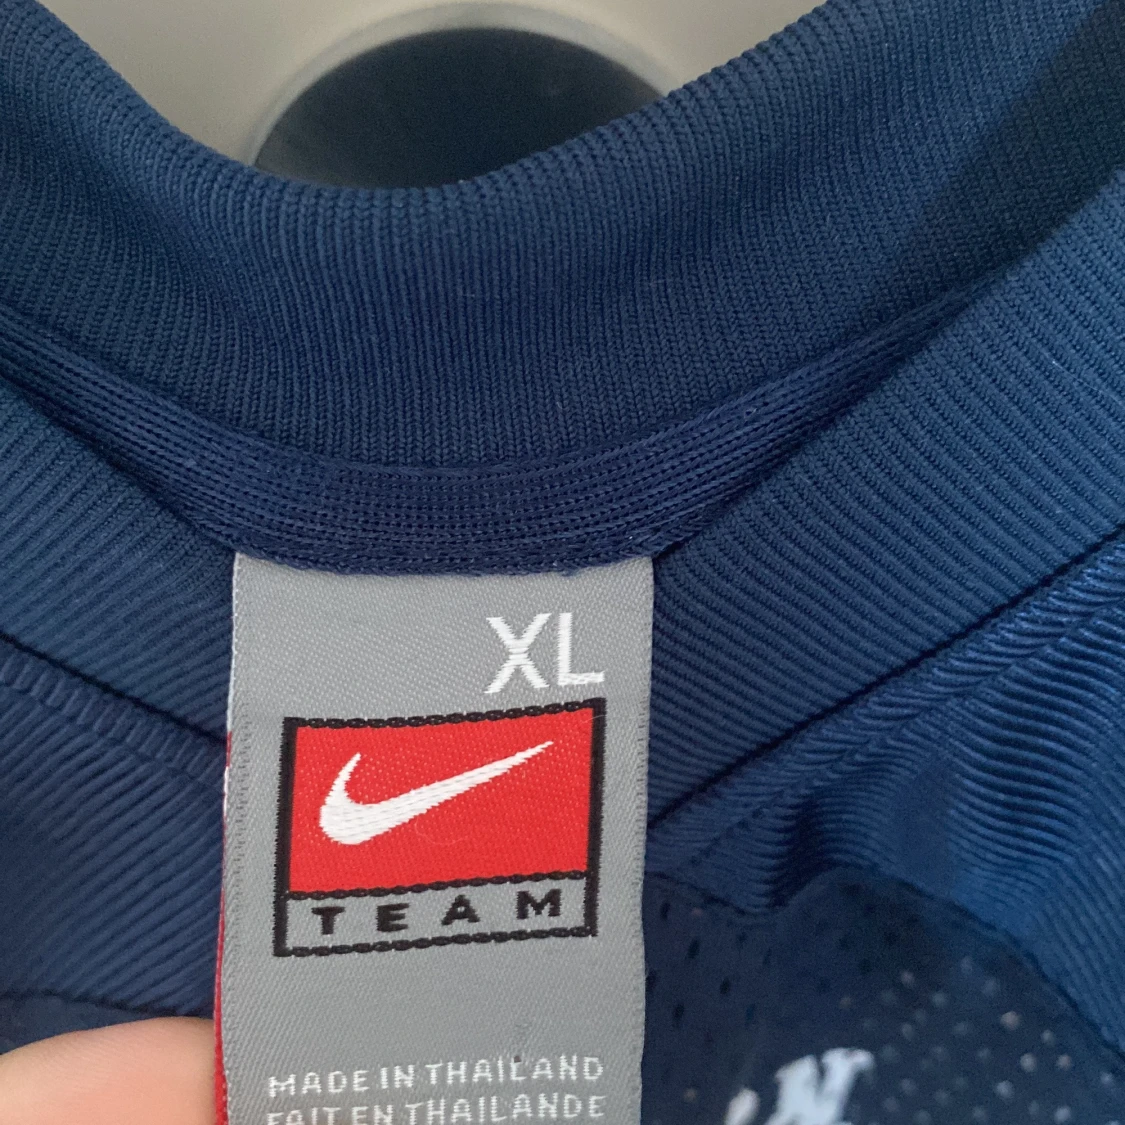 XL
TEAM
MADE IN THAILAND
FAIT EN THAILANDE